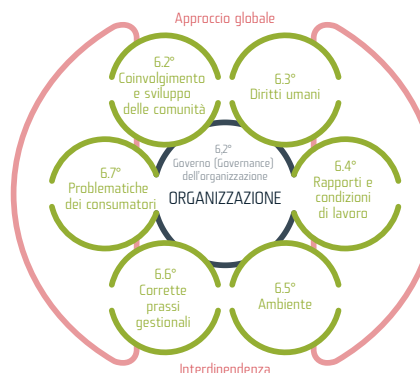 Approccio globale
6.2°
Coinvolgimento
e sviluppo
delle comunità
6.3°
Diritti umani
6,2°
Governo (Governance)
dell'organizzazione
ORGANIZZAZIONE
6.7°
Problematiche
dei consumatori
6.4°
Rapporti e
condizioni
di lavoro
6.6°
Corrette
prassi
gestionali
6.5°
Ambiente
Interdipendenza